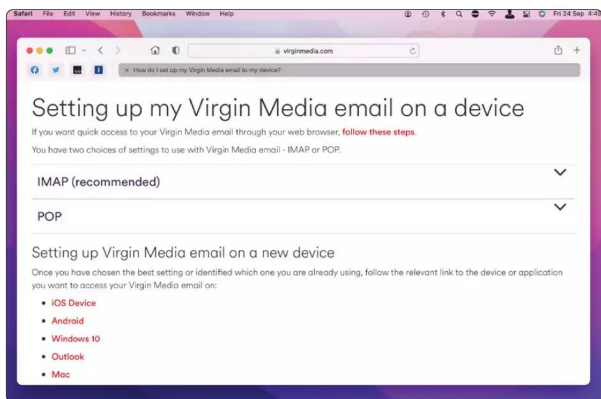 Safari File Edit View History Bookmarks Window Help Fri 24 Sep 4:49
virginmedia.com
How do I set up my Virgin Media email to my device?
Setting up my Virgin Media email on a device
If you want quick access to your Virgin Media email through your web browser, follow these steps.
You have two choices of settings to use with Virgin Media email - IMAP or POP.
IMAP (recommended)
POP
Setting up Virgin Media email on a new device
Once you have chosen the best setting or identified which one you are already using, follow the relevant link to the device or application
you want to access your Virgin Media email on:
• iOS Device
• Android
• Windows 10
• Outlook
• Mac